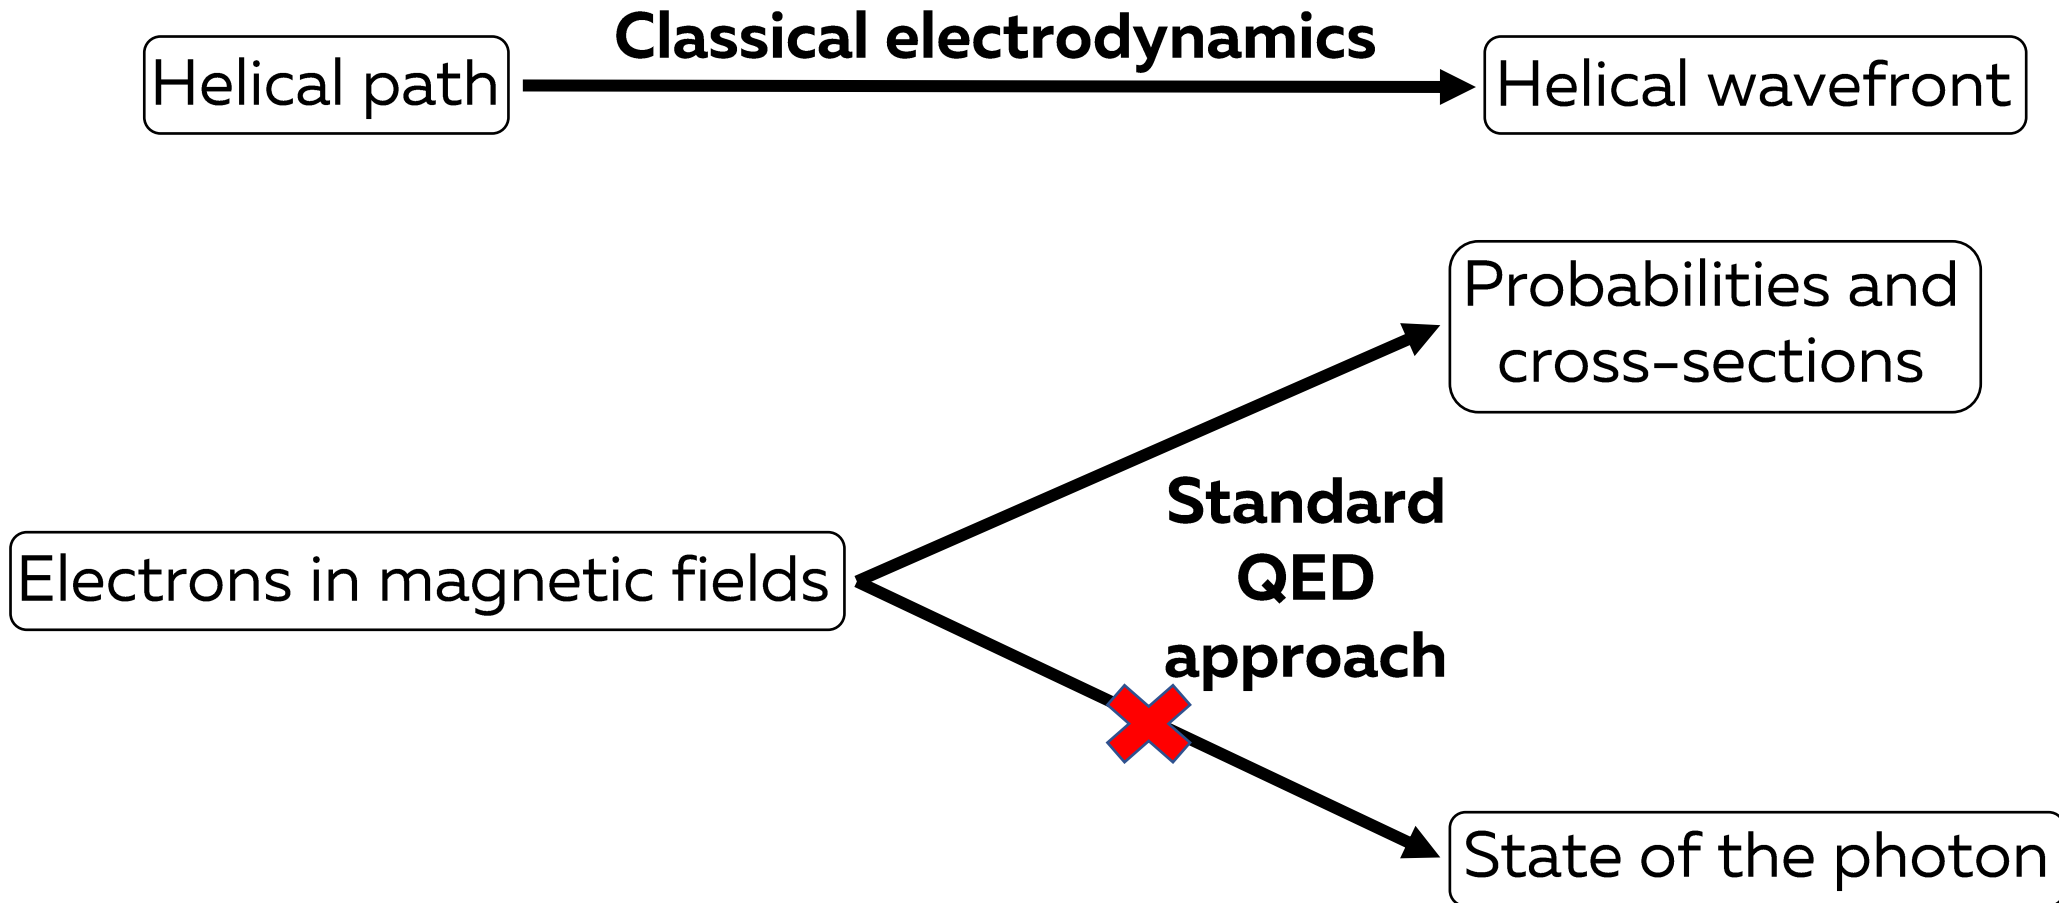 Classical electrodynamics
Helical path
Helical wavefront
Probabilities and
cross-sections
Standard
QED
approach
Electrons in magnetic fields
State of the photon